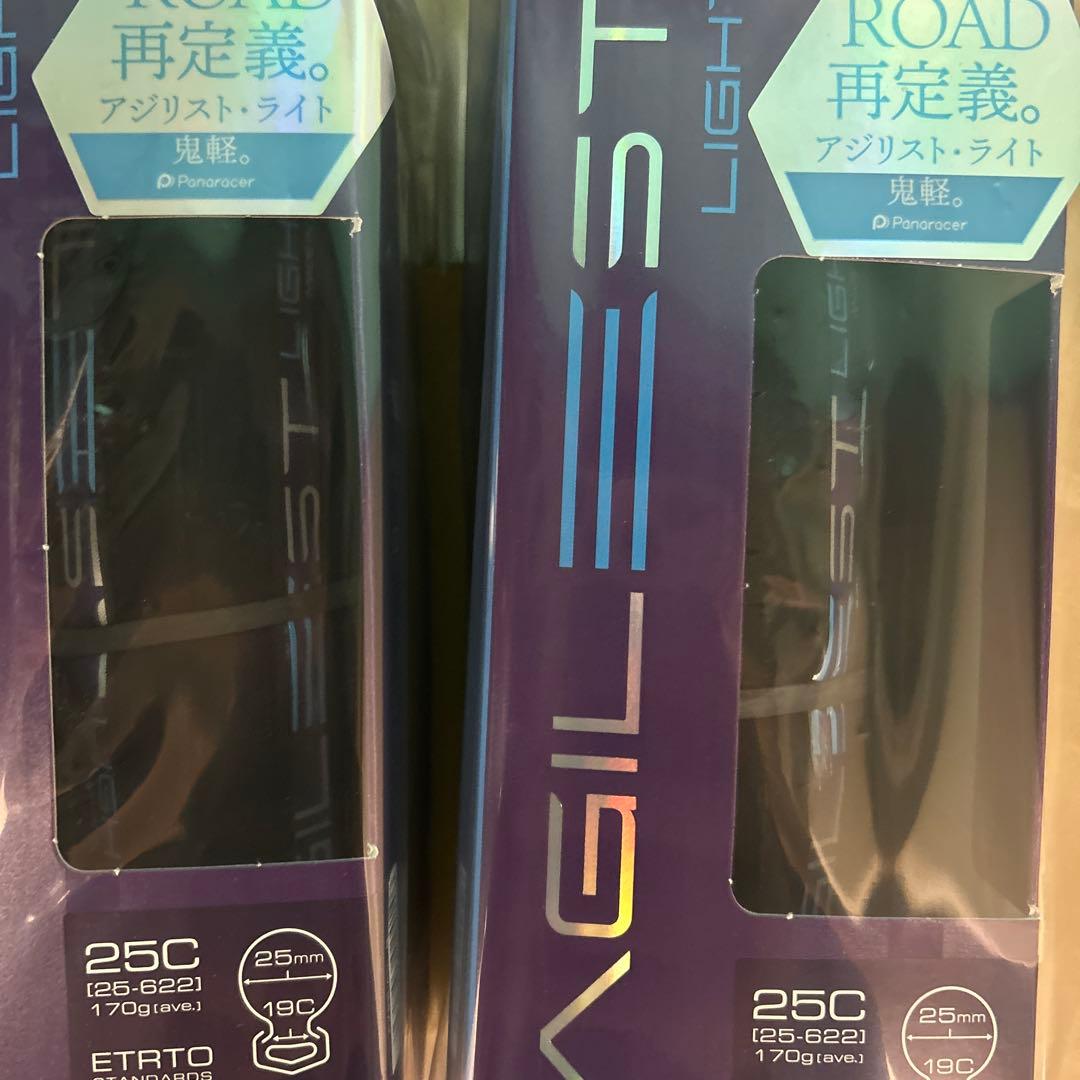 ROAD
再定義。
アジリスト・ライト
鬼軽。
Panaracer
25C
[25-622]
170g[ave.]
25mm
19C
ETRTO
STANDARDS
AGILEST
LIGHT
ROAD
再定義。
アジリスト・ライト
鬼軽。
Panaracer
25C
[25-622]
170g[ave.]
25mm
19C